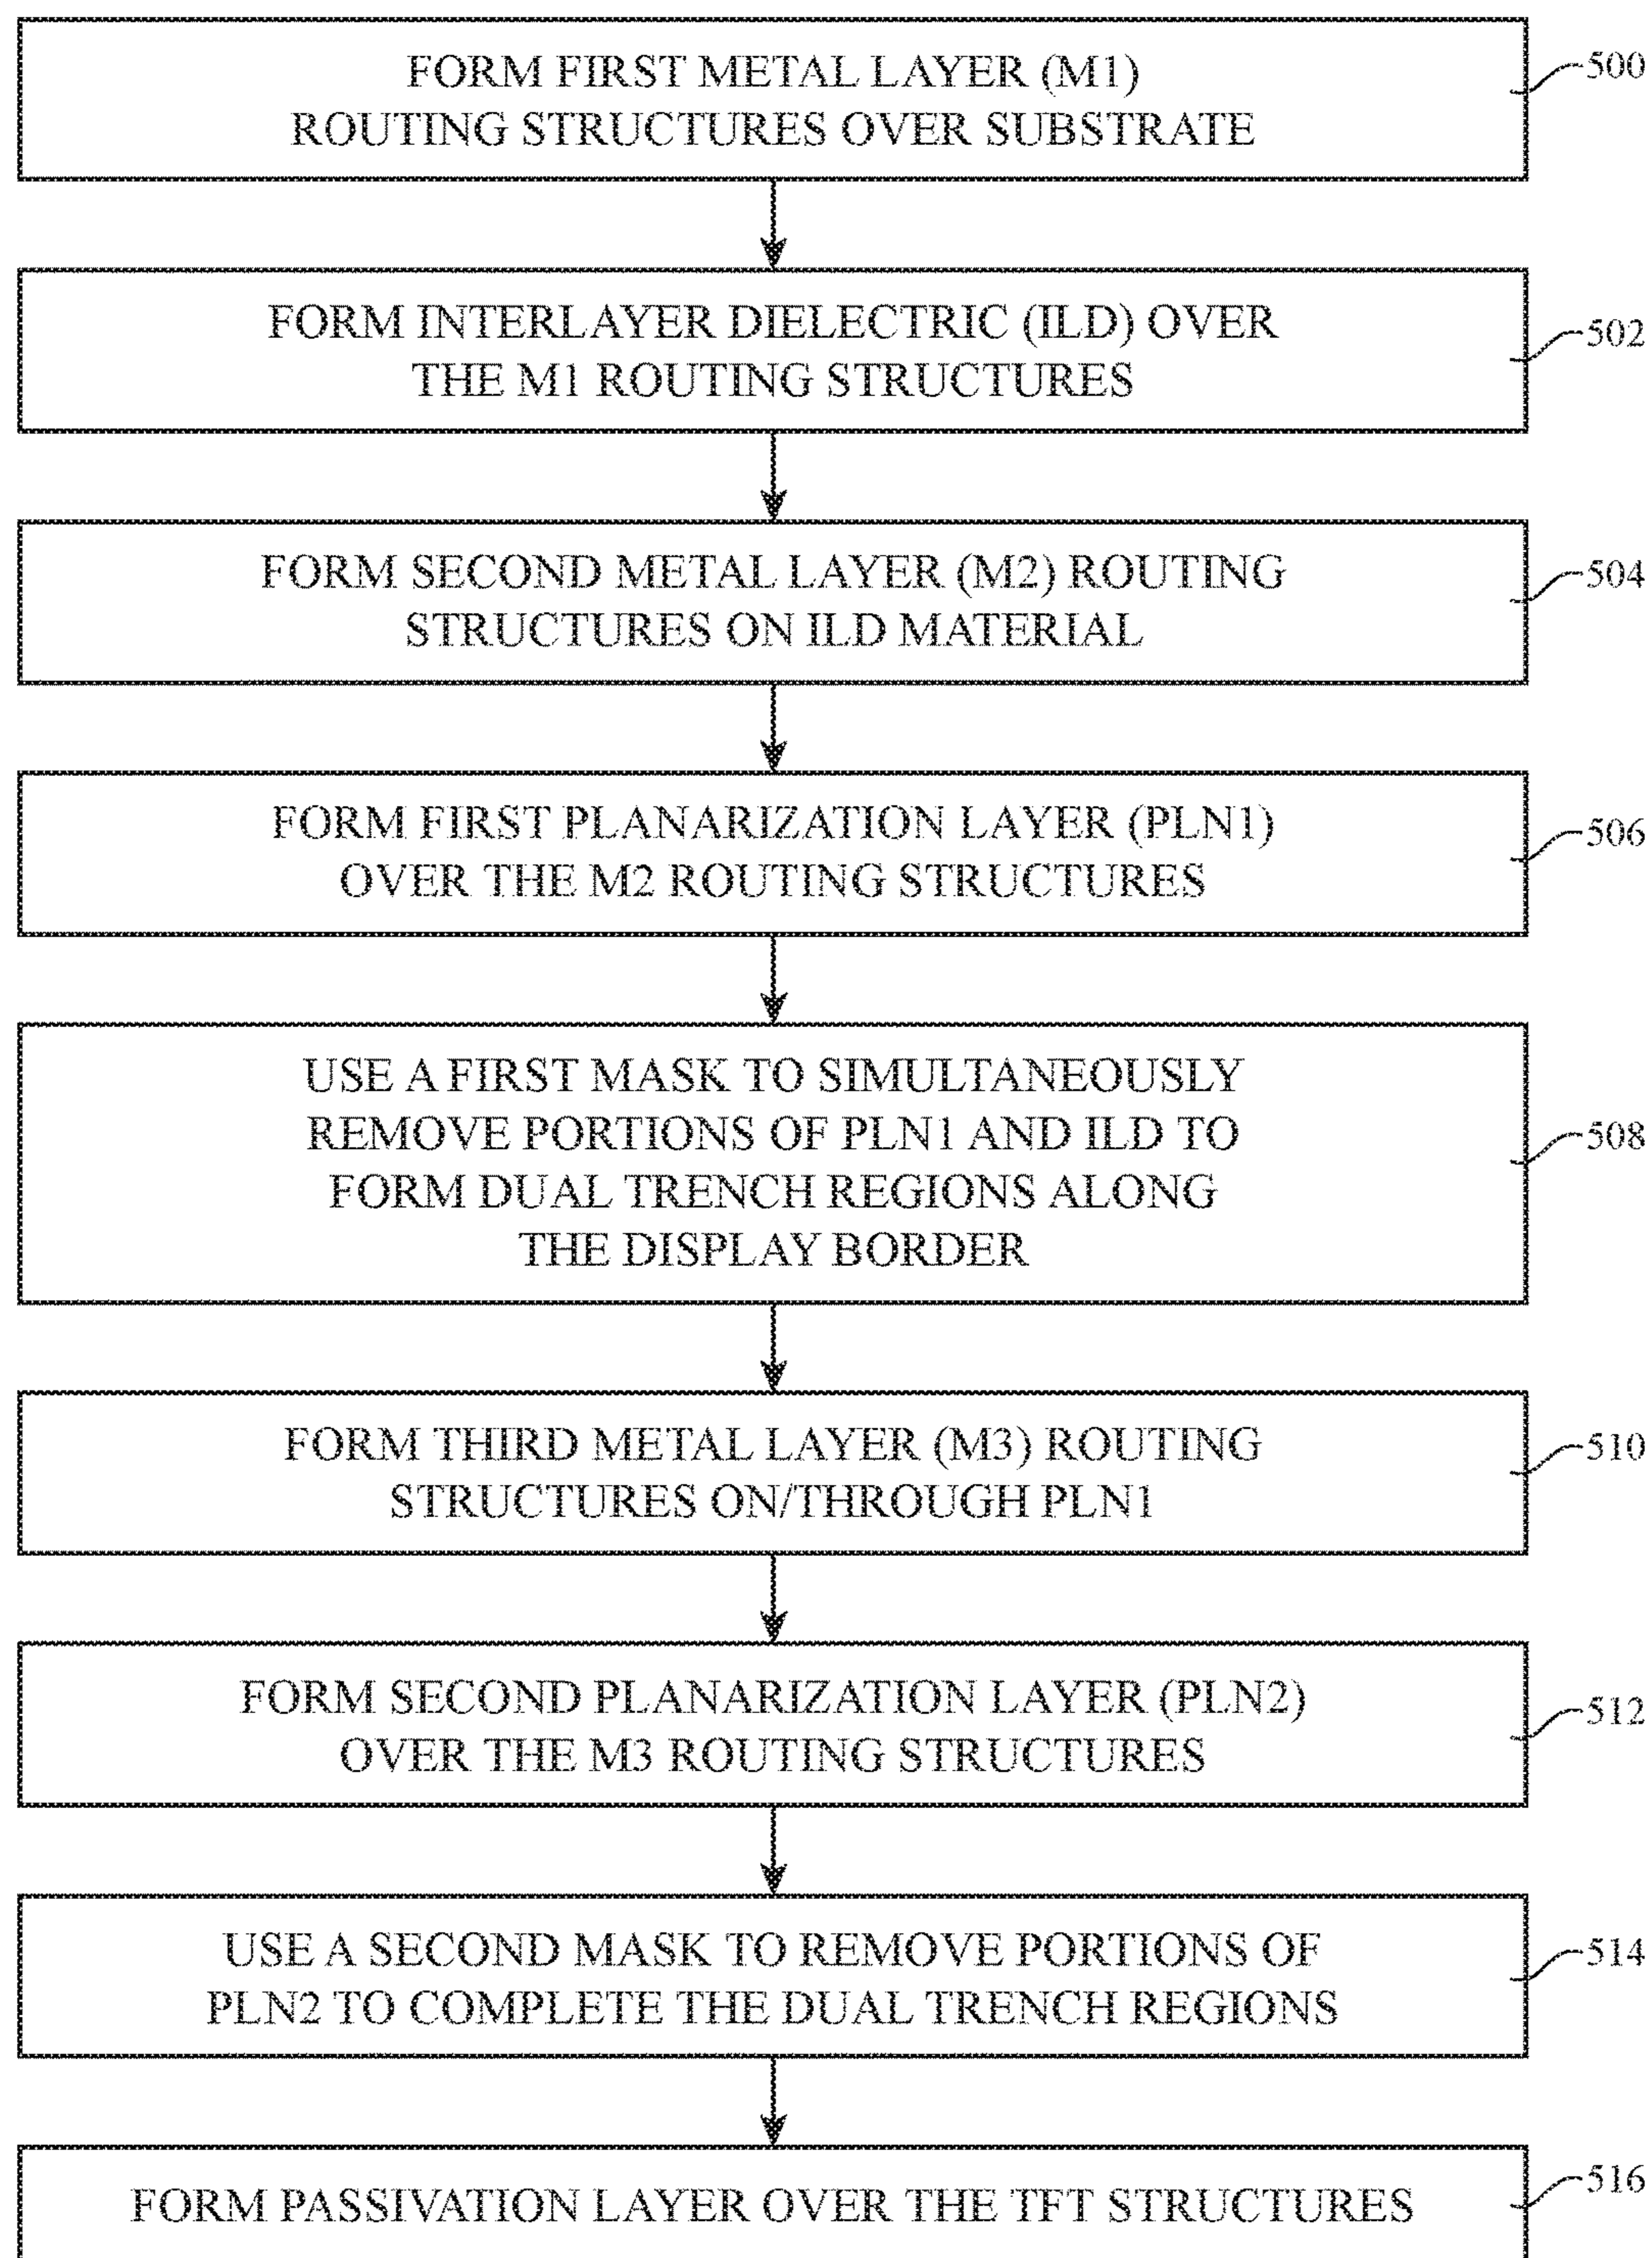 FORM FIRST METAL LAYER (M1)
ROUTING STRUCTURES OVER SUBSTRATE
500
FORM INTERLAYER DIELECTRIC (ILD) OVER
THE M1 ROUTING STRUCTURES
502
FORM SECOND METAL LAYER (M2) ROUTING
STRUCTURES ON ILD MATERIAL
504
FORM FIRST PLANARIZATION LAYER (PLN1)
OVER THE M2 ROUTING STRUCTURES
506
USE A FIRST MASK TO SIMULTANEOUSLY
REMOVE PORTIONS OF PLN1 AND ILD TO
FORM DUAL TRENCH REGIONS ALONG
THE DISPLAY BORDER
508
FORM THIRD METAL LAYER (M3) ROUTING
STRUCTURES ON/THROUGH PLN1
510
FORM SECOND PLANARIZATION LAYER (PLN2)
OVER THE M3 ROUTING STRUCTURES
512
USE A SECOND MASK TO REMOVE PORTIONS OF
PLN2 TO COMPLETE THE DUAL TRENCH REGIONS
514
FORM PASSIVATION LAYER OVER THE TFT STRUCTURES
516